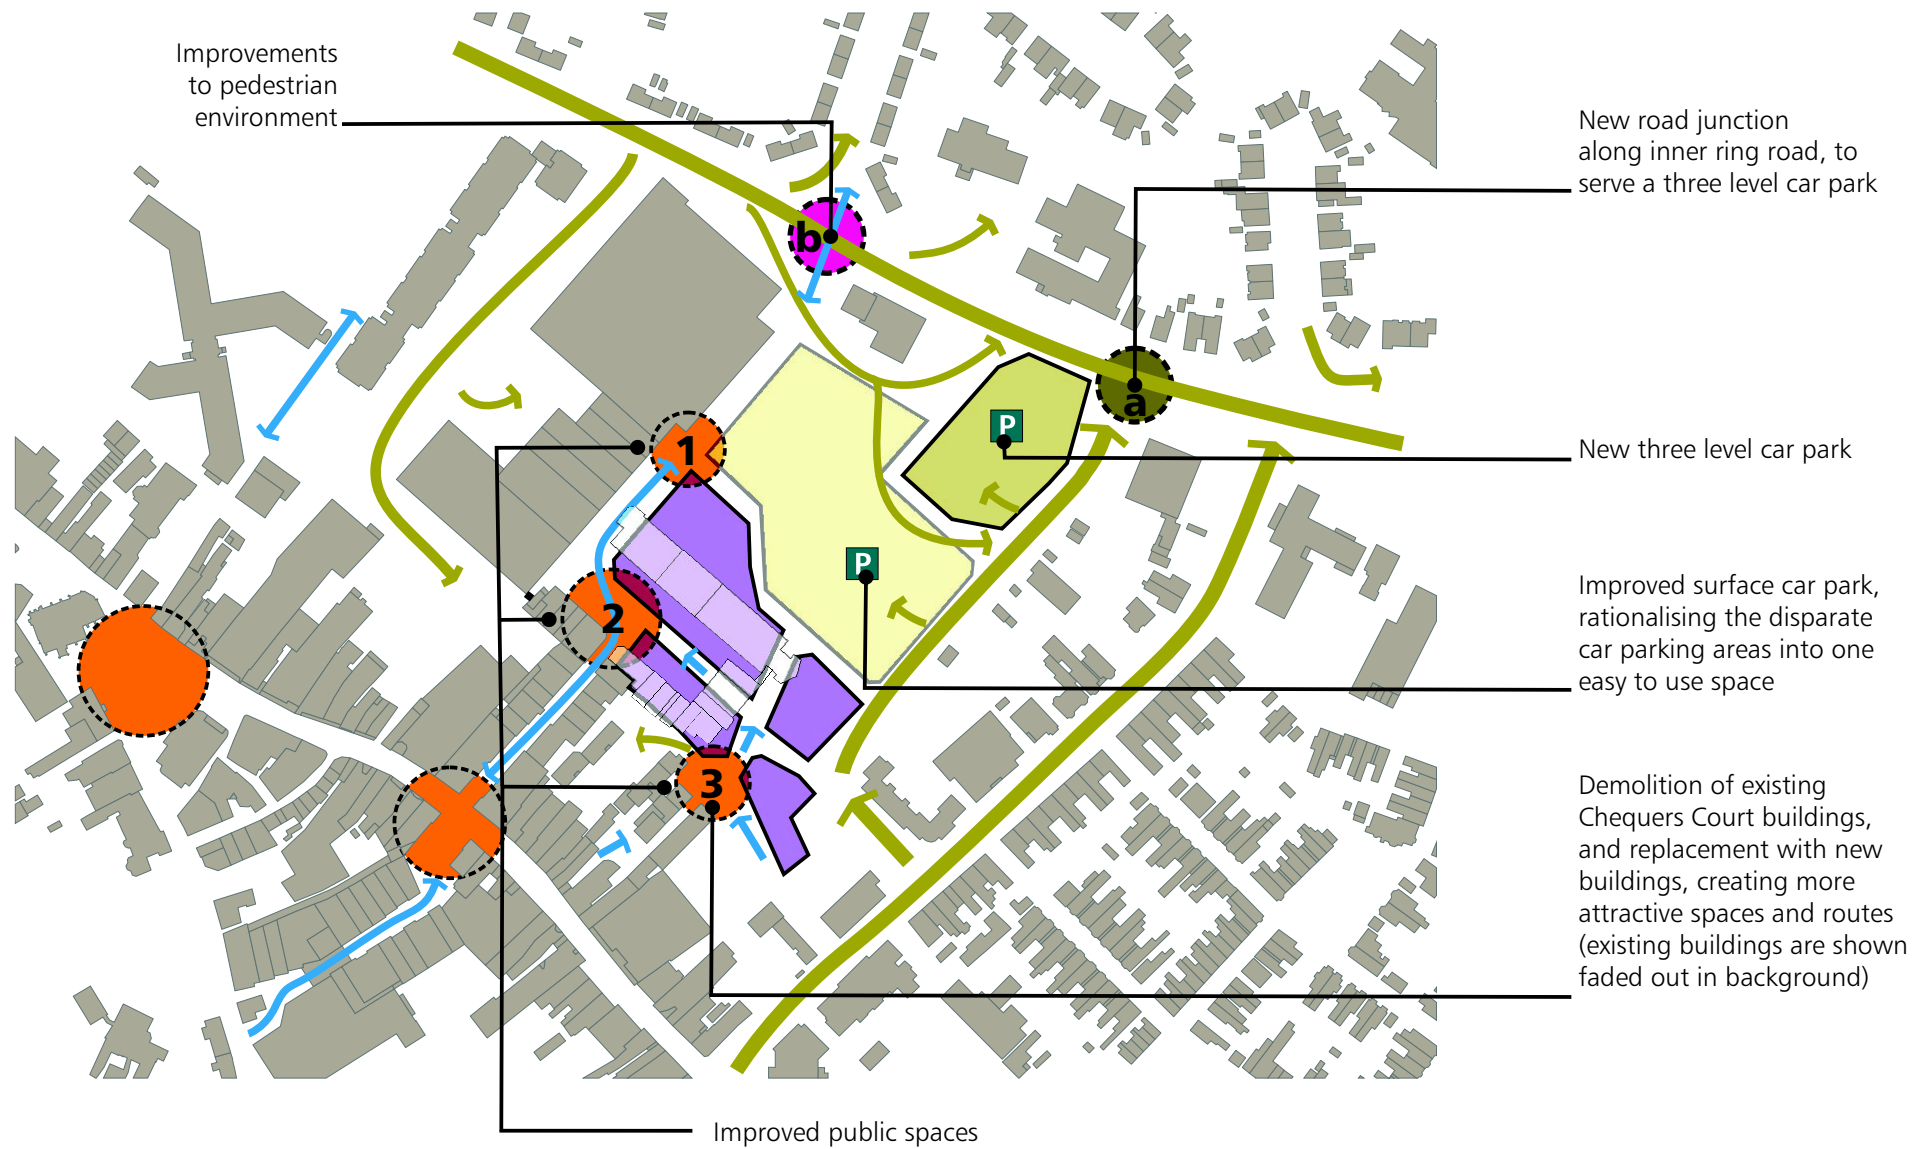 Improvements
to pedestrian
environment
New road junction
along inner ring road, to
serve a three level car park
b
a
P
New three level car park
1
P
Improved surface car park,
rationalising the disparate
car parking areas into one
easy to use space
2
3
Demolition of existing
Chequers Court buildings,
and replacement with new
buildings, creating more
attractive spaces and routes
(existing buildings are shown
faded out in background)
Improved public spaces